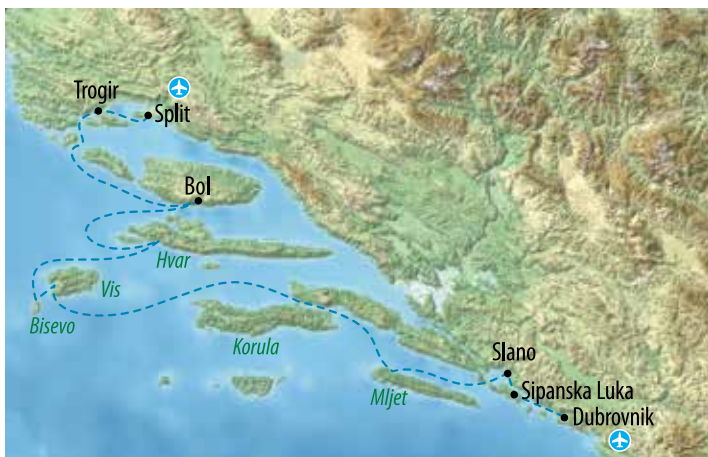 Trogir
Split
Bol
Hvar
Vis
Bisevo
Korula
Slano
Mljet
Sipanska Luka
Dubrovnik